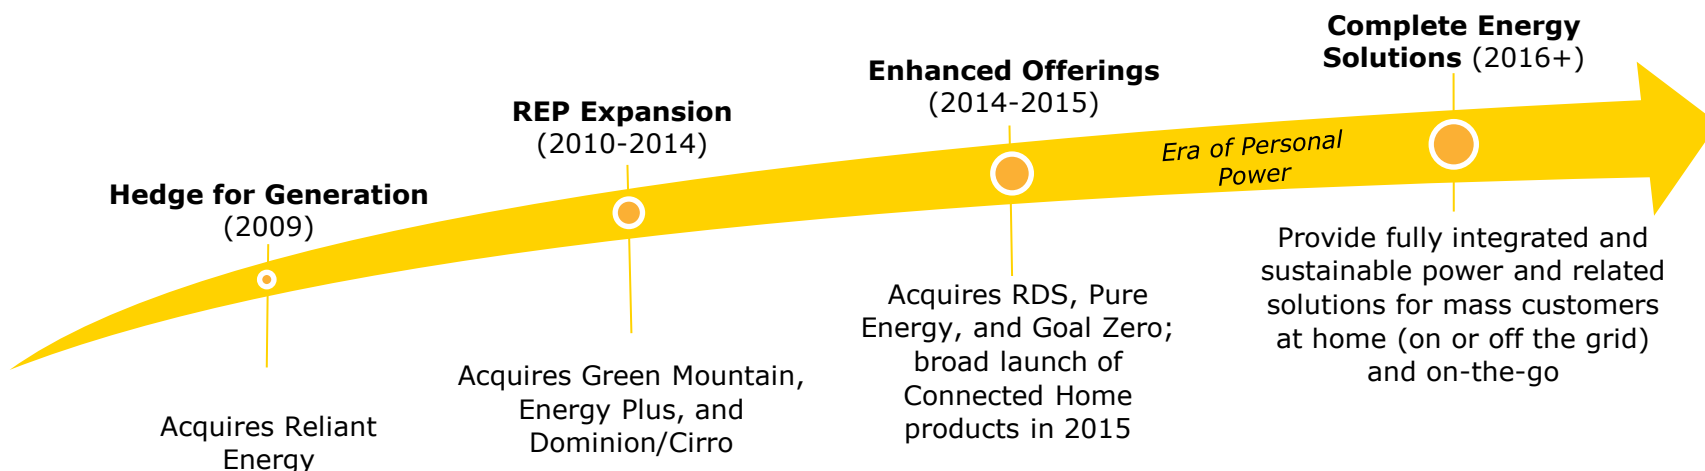 Hedge for Generation
(2009)
Acquires Reliant
Energy
REP Expansion
(2010-2014)
Acquires Green Mountain,
Energy Plus, and
Dominion/Cirro
Enhanced Offerings
(2014-2015)
Acquires RDS, Pure
Energy, and Goal Zero;
broad launch of
Connected Home
products in 2015
Era of Personal
Power
Complete Energy
Solutions (2016+)
Provide fully integrated and
sustainable power and related
solutions for mass customers
at home (on or off the grid)
and on-the-go